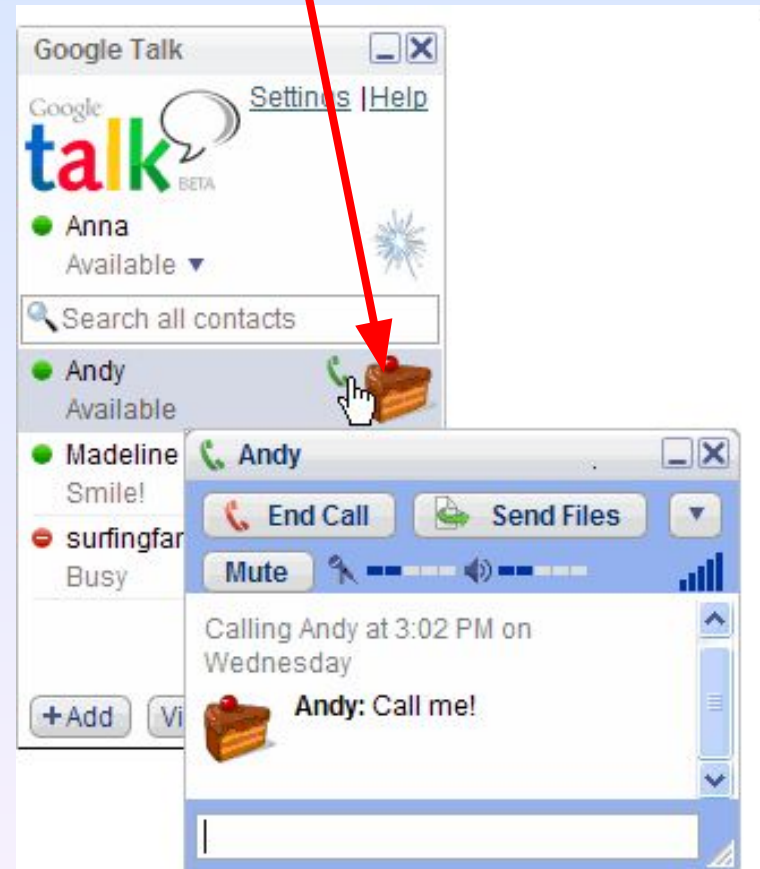 Google Talk
Settings | Help
Google
talk
BETA
Anna
Available
Search all contacts
Andy
Available
Madeline
Smile!
surfingfar
Busy
+Add Vi
Andy
End Call Send Files
Mute
Calling Andy at 3:02 PM on
Wednesday
Andy: Call me!